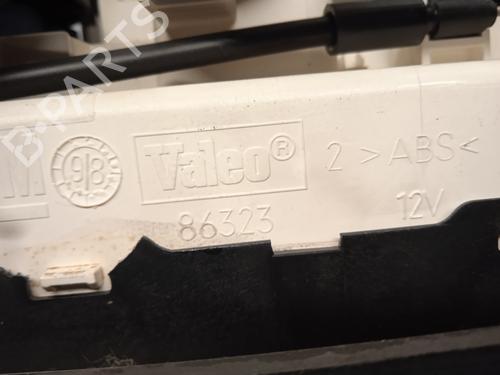 M 98 Valeo® 2 >ABS<
86323 12V
B-PARTS